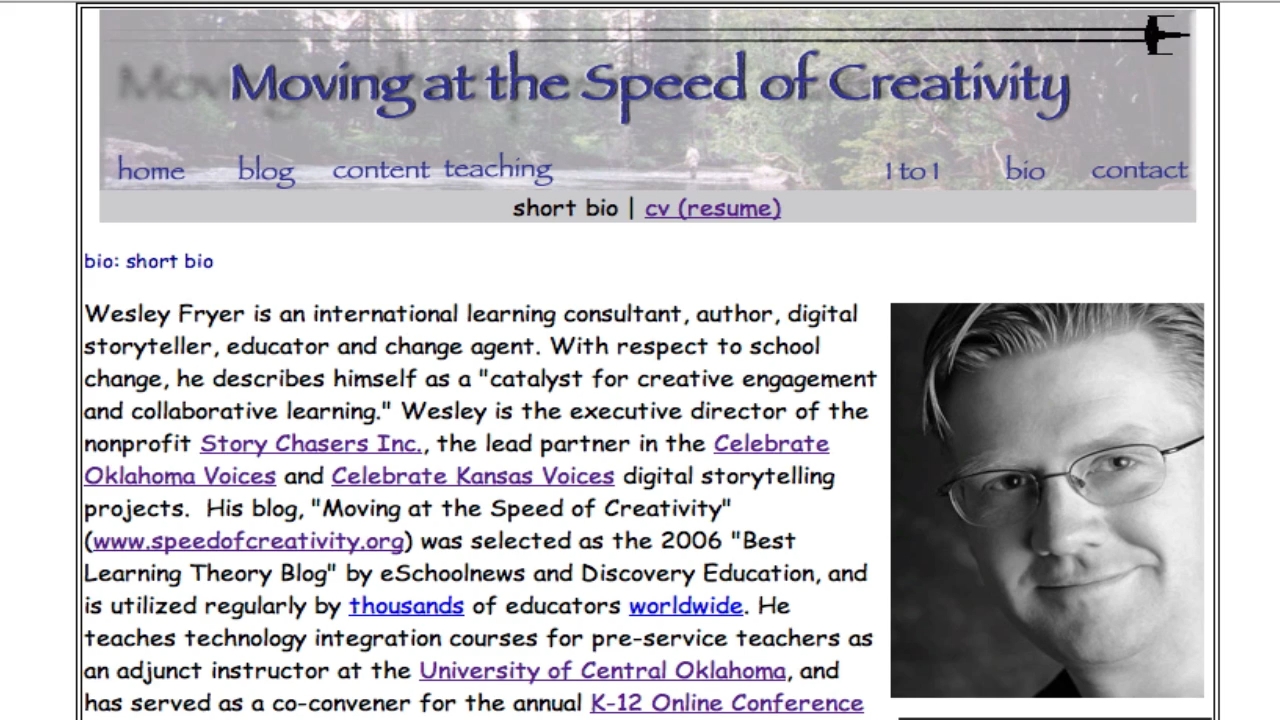 Moving at the Speed of Creativity
home blog content teaching 1 to 1 bio contact
short bio | cv (resume)
bio: short bio
Wesley Fryer is an international learning consultant, author, digital
storyteller, educator and change agent. With respect to school
change, he describes himself as a "catalyst for creative engagement
and collaborative learning." Wesley is the executive director of the
nonprofit Story Chasers Inc., the lead partner in the Celebrate
Oklahoma Voices and Celebrate Kansas Voices digital storytelling
projects. His blog, "Moving at the Speed of Creativity"
(www.speedofcreativity.org) was selected as the 2006 "Best
Learning Theory Blog" by eSchoolnews and Discovery Education, and
is utilized regularly by thousands of educators worldwide. He
teaches technology integration courses for pre-service teachers as
an adjunct instructor at the University of Central Oklahoma, and
has served as a co-convener for the annual K-12 Online Conference